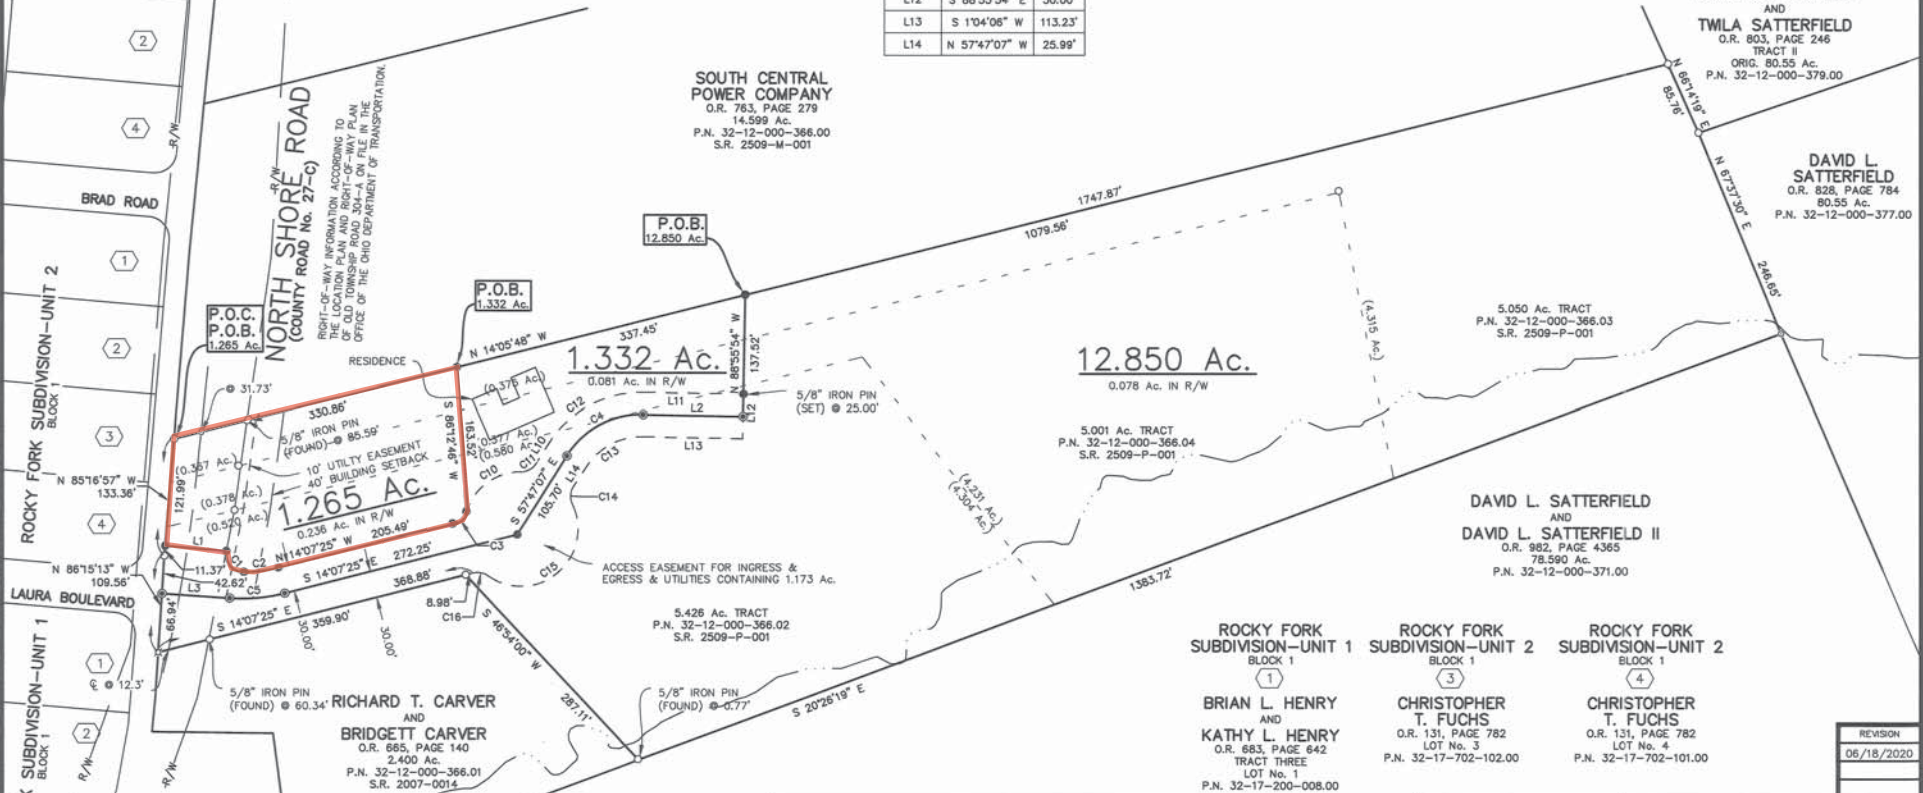 L13 S 1°04'06" W 113.23'
L14 N 57°47'07" W 25.99'
SOUTH CENTRAL
POWER COMPANY
O.R. 763, PAGE 279
14.599 Ac.
P.N. 32-12-000-366.00
S.R. 2509-M-001
AND
TWILA SATTERFIELD
O.R. 803, PAGE 246
TRACT II
ORIG. 80.55 Ac.
P.N. 32-12-000-379.00
N 66°14'19" E
85.76'
DAVID L.
SATTERFIELD
O.R. 828, PAGE 784
80.55 Ac.
P.N. 32-12-000-377.00
N 67°37'30" E
246.65'
2
4
R/W
BRAD ROAD
1
2
3
4
ROCKY FORK SUBDIVISION-UNIT 2
BLOCK 1
R/W
NORTH SHORE ROAD
(COUNTY ROAD No. 27-C)
RIGHT-OF-WAY INFORMATION ACCORDING TO
THE LOCATION PLAN AND RIGHT-OF-WAY PLAN
OF OLD TOWNSHIP ROAD 304-A ON FILE IN THE
OFFICE OF THE OHIO DEPARTMENT OF TRANSPORTATION.
P.O.B.
12.850 Ac.
P.O.B.
1.332 Ac.
P.O.C.
P.O.B.
1.265 Ac.
1747.87'
1079.56'
N 14°05'48" W
337.45'
RESIDENCE
1.332 Ac.
0.081 Ac. IN R/W
N 88°55'54" W
137.52'
12.850 Ac.
0.078 Ac. IN R/W
(4.315 Ac.)
5.050 Ac. TRACT
P.N. 32-12-000-366.03
S.R. 2509-P-001
5/8" IRON PIN
(SET) @ 25.00'
5.001 Ac. TRACT
P.N. 32-12-000-366.04
S.R. 2509-P-001
@ 31.73'
330.86'
5/8" IRON PIN
(FOUND) @ 85.59'
10' UTILTY EASEMENT
40' BUILDING SETBACK
(0.378 Ac.)
1.265 Ac.
0.236 Ac. IN R/W
S 86°12'46" W
163.52'
(0.580 Ac.)
C12
L11
C4
L2
L12
L13
L10
C11
C10
C13
L14
C14
C3
C15
S 57°47'07" E
105.70'
(4.231 Ac.)
(4.304 Ac.)
N 85°16'57" W
133.36'
121.99'
L1
C1
C2
N 14°07'25" W
205.49'
N 86°15'13" W
109.56'
11.37'
42.62'
L3
C5
S 14°07'25" E
272.25'
368.88'
8.98'
C16
LAURA BOULEVARD
66.94'
S 14°07'25" E
359.90'
30.00'
30.00'
S 46°54'00" W
287.11'
ACCESS EASEMENT FOR INGRESS &
EGRESS & UTILITIES CONTAINING 1.173 Ac.
5.426 Ac. TRACT
P.N. 32-12-000-366.02
S.R. 2509-P-001
1383.72'
S 20°26'19" E
DAVID L. SATTERFIELD
AND
DAVID L. SATTERFIELD II
O.R. 982, PAGE 4365
78.590 Ac.
P.N. 32-12-000-371.00
SUBDIVISION-UNIT 1
BLOCK 1
1
@ 12.3'
2
R/W
R/W
5/8" IRON PIN
(FOUND) @ 60.34'
RICHARD T. CARVER
AND
BRIDGETT CARVER
O.R. 665, PAGE 140
2.400 Ac.
P.N. 32-12-000-366.01
S.R. 2007-0014
5/8" IRON PIN
(FOUND) @ 0.77'
ROCKY FORK
SUBDIVISION-UNIT 1
BLOCK 1
1
BRIAN L. HENRY
AND
KATHY L. HENRY
O.R. 683, PAGE 642
TRACT THREE
LOT No. 1
P.N. 32-17-200-008.00
ROCKY FORK
SUBDIVISION-UNIT 2
BLOCK 1
3
CHRISTOPHER
T. FUCHS
O.R. 131, PAGE 782
LOT No. 3
P.N. 32-17-702-102.00
ROCKY FORK
SUBDIVISION-UNIT 2
BLOCK 1
4
CHRISTOPHER
T. FUCHS
O.R. 131, PAGE 782
LOT No. 4
P.N. 32-17-702-101.00
REVISION
06/18/2020